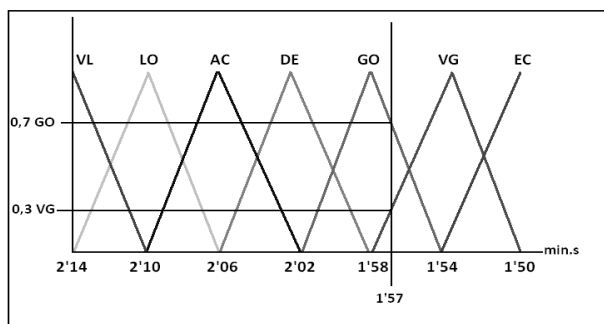 VL LO AC DE GO VG EC
0,7 GO
0,3 VG
min.s
2'14 2'10 2'06 2'02 1'58 1'54 1'50
1'57